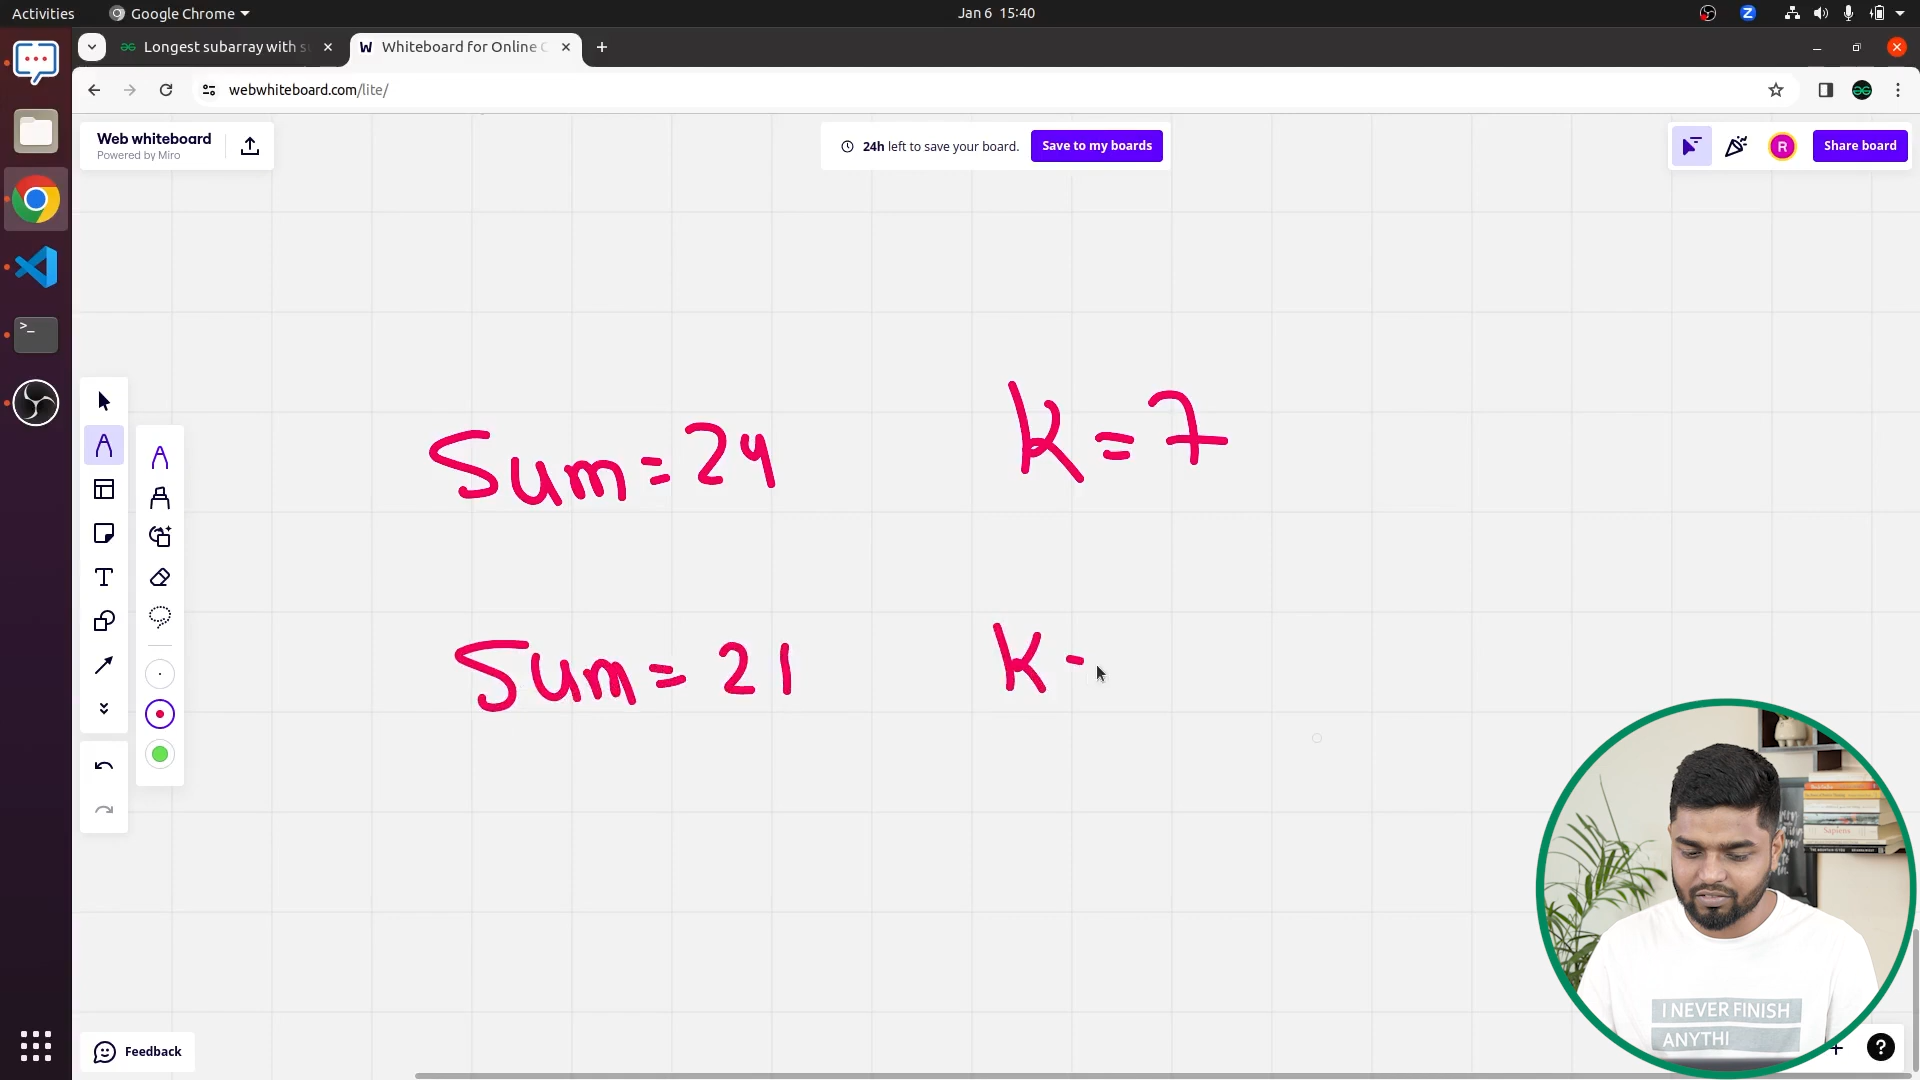 Activities Google Chrome Jan 6 15:40
Longest subarray with s Whiteboard for Online C
webwhiteboard.com/lite/
Web whiteboard
Powered by Miro
24h left to save your board. Save to my boards
R Share board
Sum=24 K=7
Sum=21 K-
T
Feedback
I NEVER FINISH
ANYTHI
Sapiens